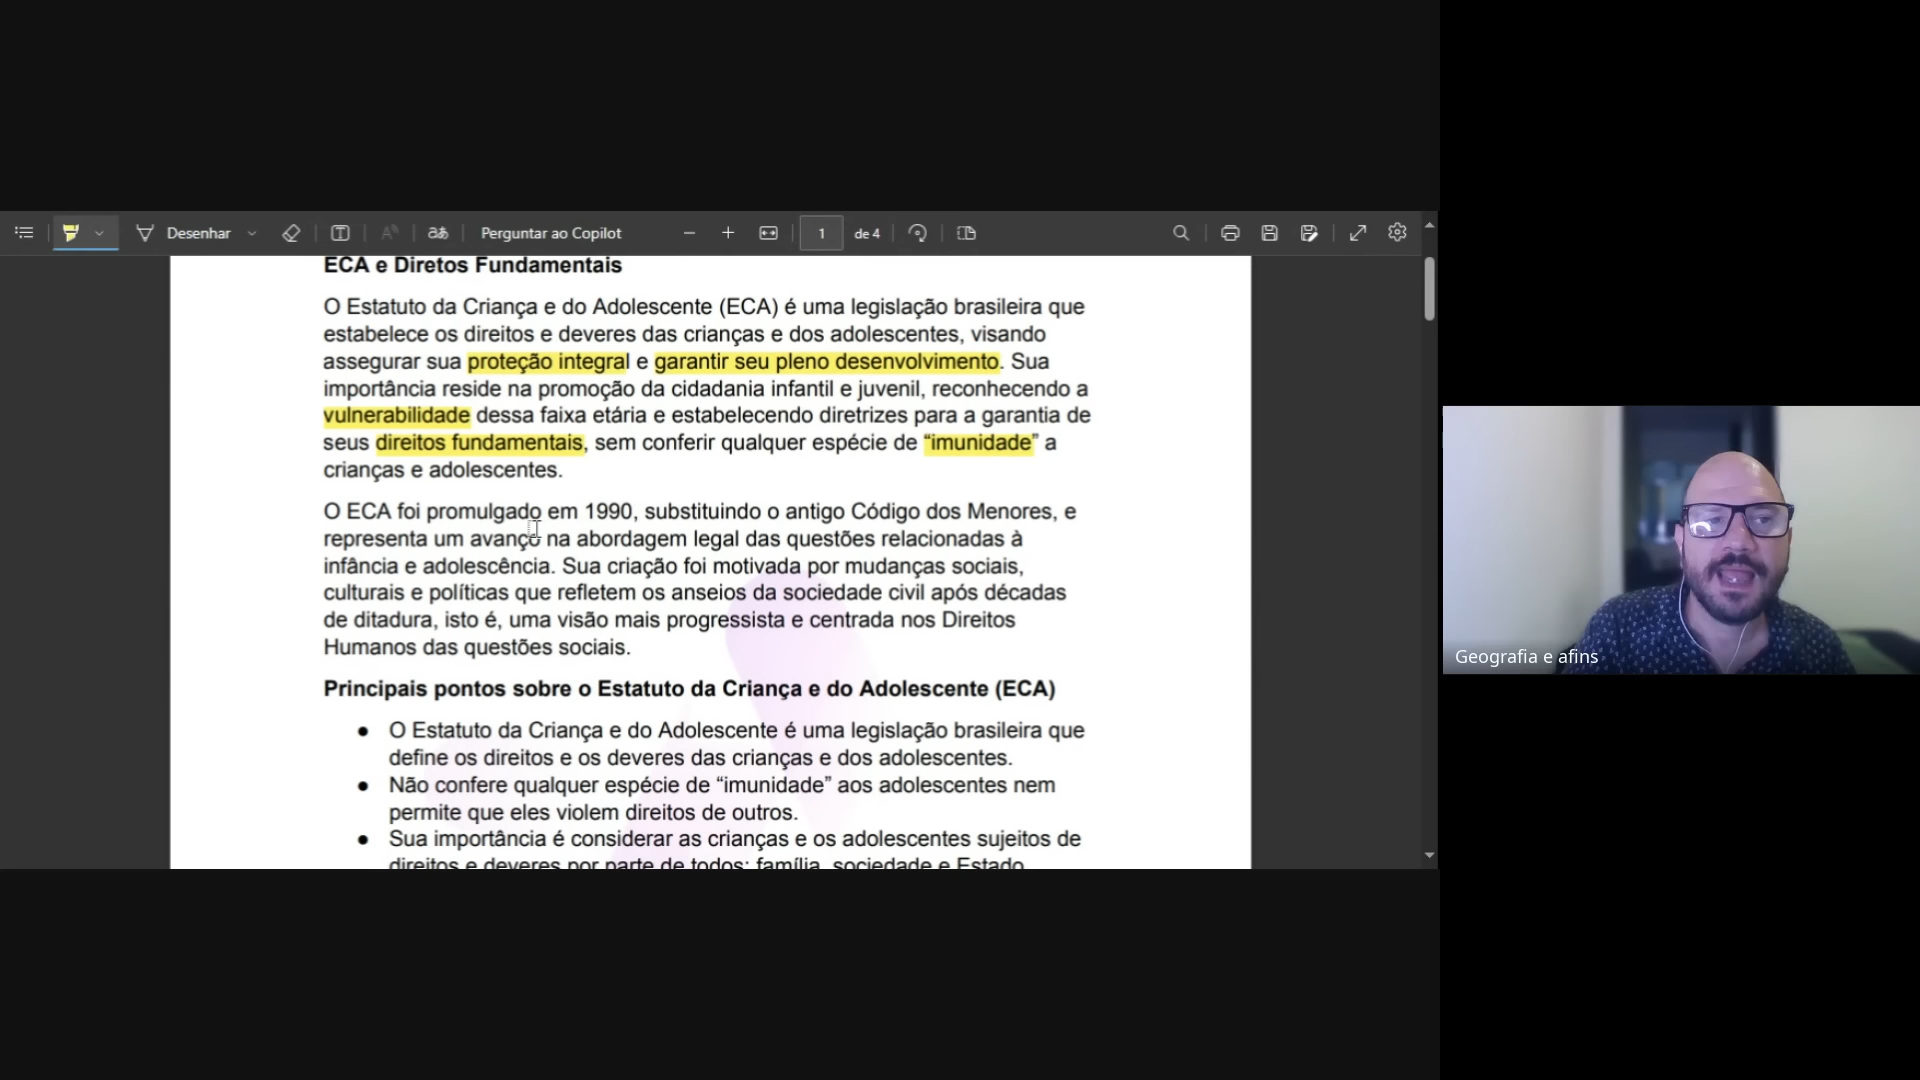 Desenhar
Perguntar ao Copilot
1
de 4
ECA e Diretos Fundamentais
O Estatuto da Criança e do Adolescente (ECA) é uma legislação brasileira que
estabelece os direitos e deveres das crianças e dos adolescentes, visando
assegurar sua proteção integral e garantir seu pleno desenvolvimento. Sua
importância reside na promoção da cidadania infantil e juvenil, reconhecendo a
vulnerabilidade dessa faixa etária e estabelecendo diretrizes para a garantia de
seus direitos fundamentais, sem conferir qualquer espécie de “imunidade” a
crianças e adolescentes.
O ECA foi promulgado em 1990, substituindo o antigo Código dos Menores, e
representa um avanço na abordagem legal das questões relacionadas à
infância e adolescência. Sua criação foi motivada por mudanças sociais,
culturais e políticas que refletem os anseios da sociedade civil após décadas
de ditadura, isto é, uma visão mais progressista e centrada nos Direitos
Humanos das questões sociais.
Principais pontos sobre o Estatuto da Criança e do Adolescente (ECA)
● O Estatuto da Criança e do Adolescente é uma legislação brasileira que
define os direitos e os deveres das crianças e dos adolescentes.
● Não confere qualquer espécie de “imunidade” aos adolescentes nem
permite que eles violem direitos de outros.
● Sua importância é considerar as crianças e os adolescentes sujeitos de
direitos e deveres por parte de todos: família, sociedade e Estado
Geografia e afins